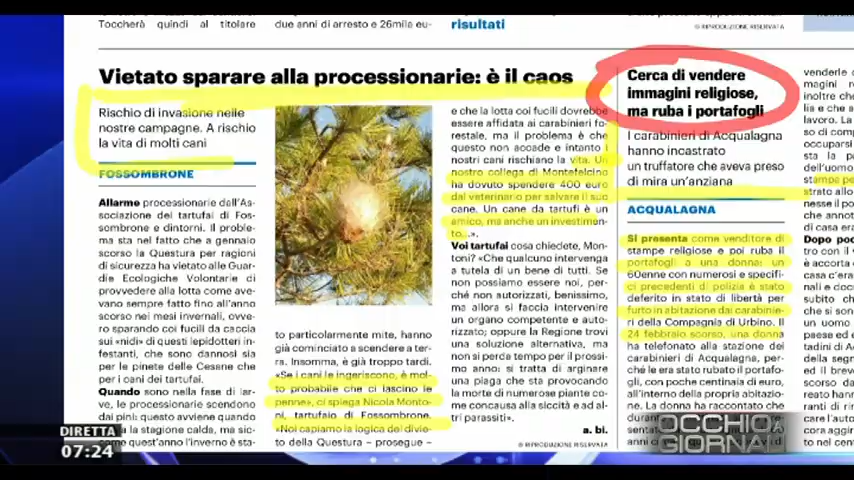 Toccherà quindi al titolare
due anni di arresto e 26mila eu-
risultati
© RIPRODUZIONE RISERVATA
Vietato sparare alla processionarie: è il caos
Rischio di invasione nelle
nostre campagne. A rischio
la vita di molti cani
FOSSOMBRONE
Allarme processionarie dall'As-
sociazione dei tartufai di Fos-
sombrone e dintorni. Il proble-
ma sta nel fatto che a gennaio
scorso la Questura per ragioni
di sicurezza ha vietato alle Guar-
die Ecologiche Volontarie di
provvedere alla lotta come ave-
vano sempre fatto fino all'anno
scorso nei mesi invernali, ovve-
ro sparando coi fucili da caccia
sui «nidi» di questi lepidotteri in-
festanti, che sono dannosi sia
per le pinete delle Cesane che
per i cani dei tartufai.
Quando sono nella fase di lar-
ve, le processionarie scendono
dai pini: questo avviene quando
la stagione calda, ma sic-
quest'anno l'inverno è sta-
to particolarmente mite, hanno
già cominciato a scendere a ter-
ra. Insomma, è già troppo tardi.
«Se i cani le ingeriscono, è mol-
to probabile che ci lascino le
penne», ci spiega Nicola Monto-
ni, tartufaio di Fossombrone.
«Noi capiamo la logica del divie-
to della Questura – prosegue –
e che la lotta coi fucili dovrebbe
essere affidata ai carabinieri fo-
restale, ma il problema è che
questo non accade e intanto i
nostri cani rischiano la vita. Un
nostro collega di Montefelcino
ha dovuto spendere 400 euro
dal veterinario per salvare il suo
cane. Un cane da tartufi è un
amico, ma anche un investimen-
to...».
Voi tartufai cosa chiedete, Mon-
toni? «Che qualcuno intervenga
a tutela di un bene di tutti. Se
non possiamo essere noi, per-
ché non autorizzati, benissimo,
ma allora si faccia intervenire
un organo competente e auto-
rizzato; oppure la Regione trovi
una soluzione alternativa, ma
non si perda tempo per il prossi-
mo anno: si tratta di arginare
una piaga che sta provocando
la morte di numerose piante co-
me concausa alla siccità e ad al-
tri parassiti».
a. bi.
© RIPRODUZIONE RISERVATA
Cerca di vendere
immagini religiose,
ma ruba i portafogli
I carabinieri di Acqualagna
hanno incastrato
un truffatore che aveva preso
di mira un'anziana
ACQUALAGNA
Si presenta come venditore di
stampe religiose e poi ruba il
portafogli a una donna: un
60enne con numerosi e specifi-
ci precedenti di polizia è stato
deferito in stato di libertà per
furto in abitazione dai carabinie-
ri della Compagnia di Urbino. Il
24 febbraio scorso, una donna
ha telefonato alla stazione dei
carabinieri di Acqualagna, per-
ché le era stato rubato il portafo-
gli, con poche centinaia di euro,
all'interno della propria abitazio-
ne. La donna ha raccontato che
DIRETTA
07:24
OCCHIO AI
GIORNALI